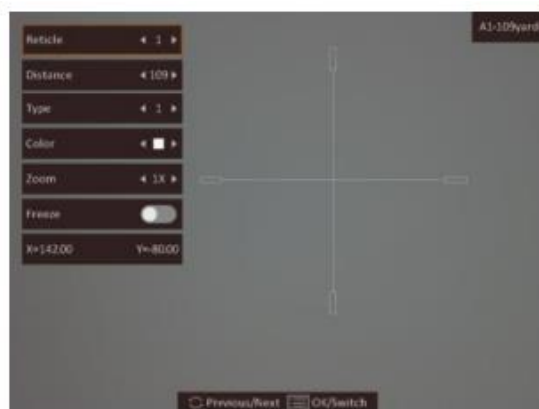 A1-109yard
Reticle 1
Distance 109
Type 1
Color
Zoom 1X
Freeze
X=142.00 Y=-80.00
Previous/Next OK/Switch